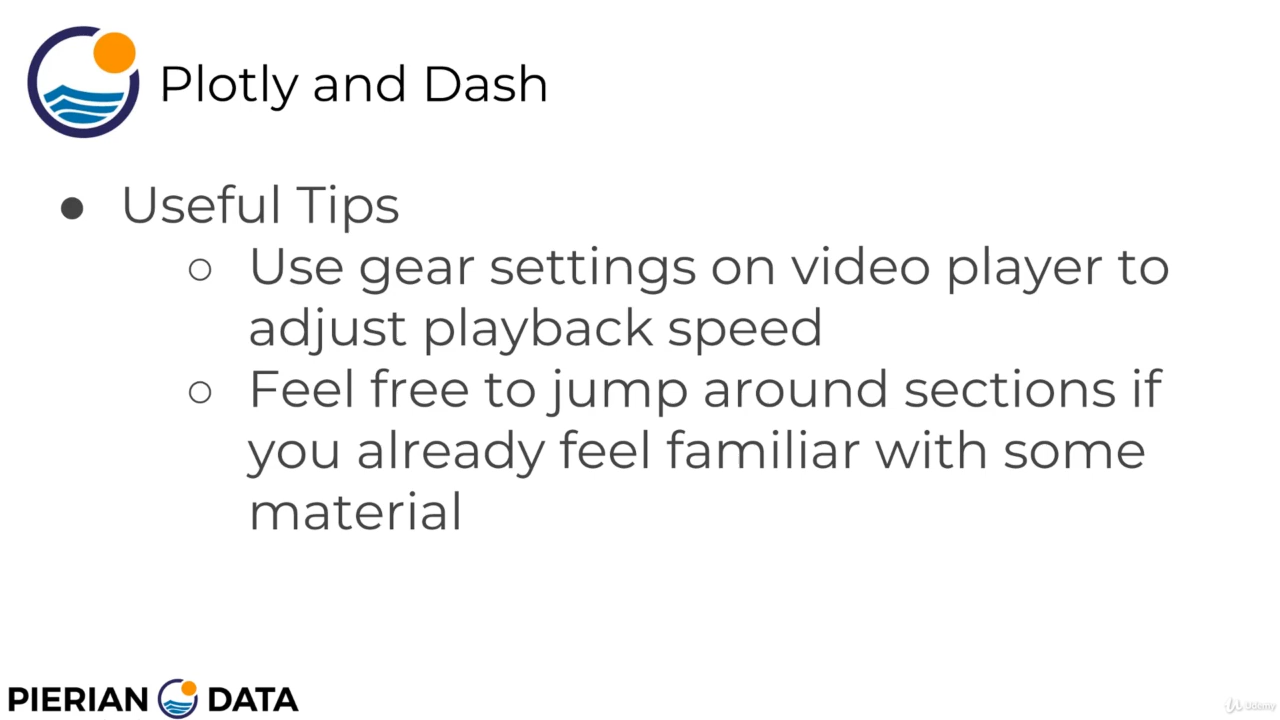 Plotly and Dash
● Useful Tips
○ Use gear settings on video player to
adjust playback speed
○ Feel free to jump around sections if
you already feel familiar with some
material
PIERIAN DATA
Udemy